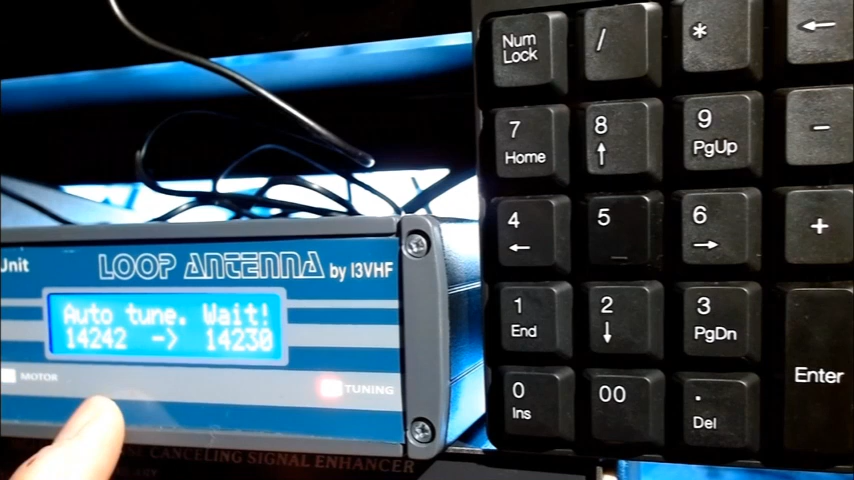 Unit
LOOP ANTENNA by I3VHF
Auto tune. Wait!
14242 -> 14230
MOTOR
TUNING
CANCELING SIGNAL ENHANCER
Num
Lock
/
*
←
7
Home
8
↑
9
PgUp
-
4
←
5
6
→
+
1
End
2
↓
3
PgDn
Enter
0
Ins
00
.
Del